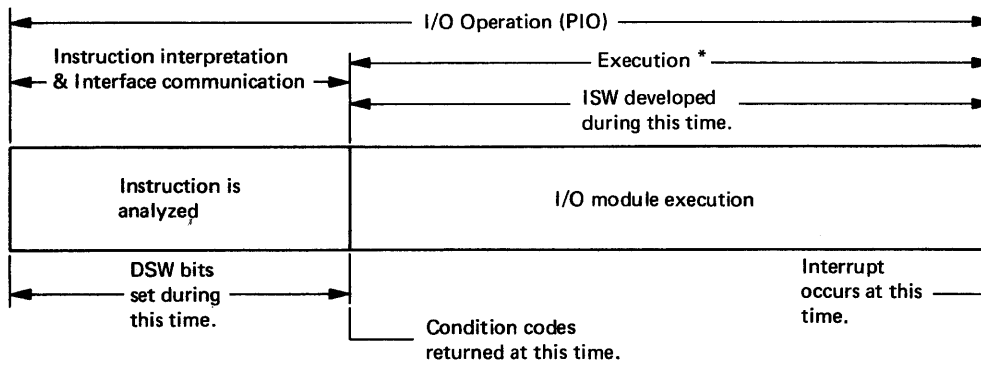 I/O Operation (PIO)
Instruction interpretation
& Interface communication
Execution *
ISW developed
during this time.
Instruction is
analyzed
I/O module execution
DSW bits
set during
this time.
Interrupt
occurs at this
time.
Condition codes
returned at this time.